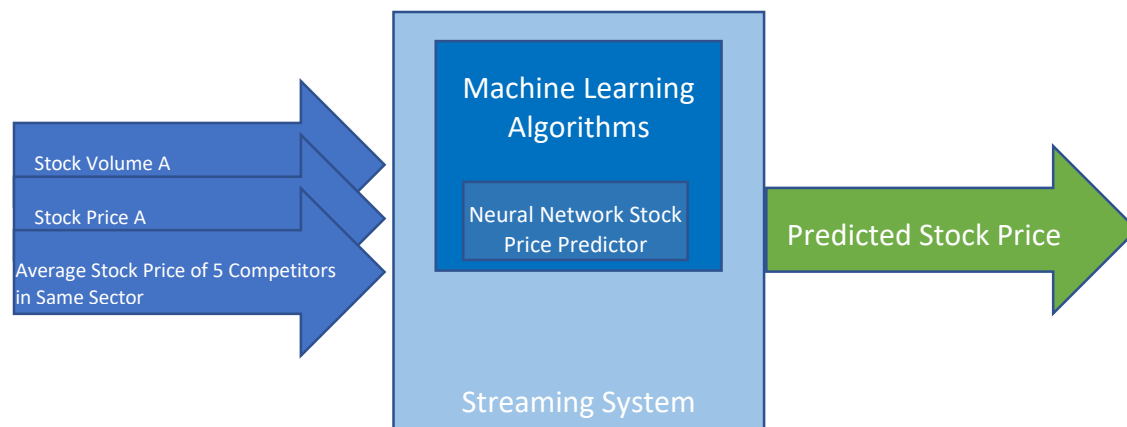 Stock Volume A
Stock Price A
Average Stock Price of 5 Competitors
in Same Sector
Machine Learning
Algorithms
Neural Network Stock
Price Predictor
Streaming System
Predicted Stock Price